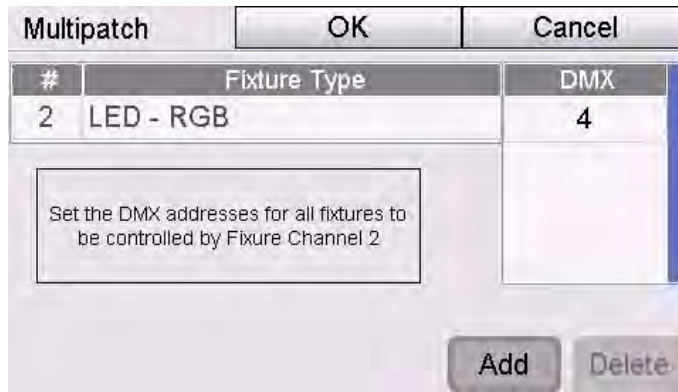 Multipatch OK Cancel
# Fixture Type DMX
2 LED - RGB 4
Set the DMX addresses for all fixtures to
be controlled by Fixure Channel 2
Add Delete